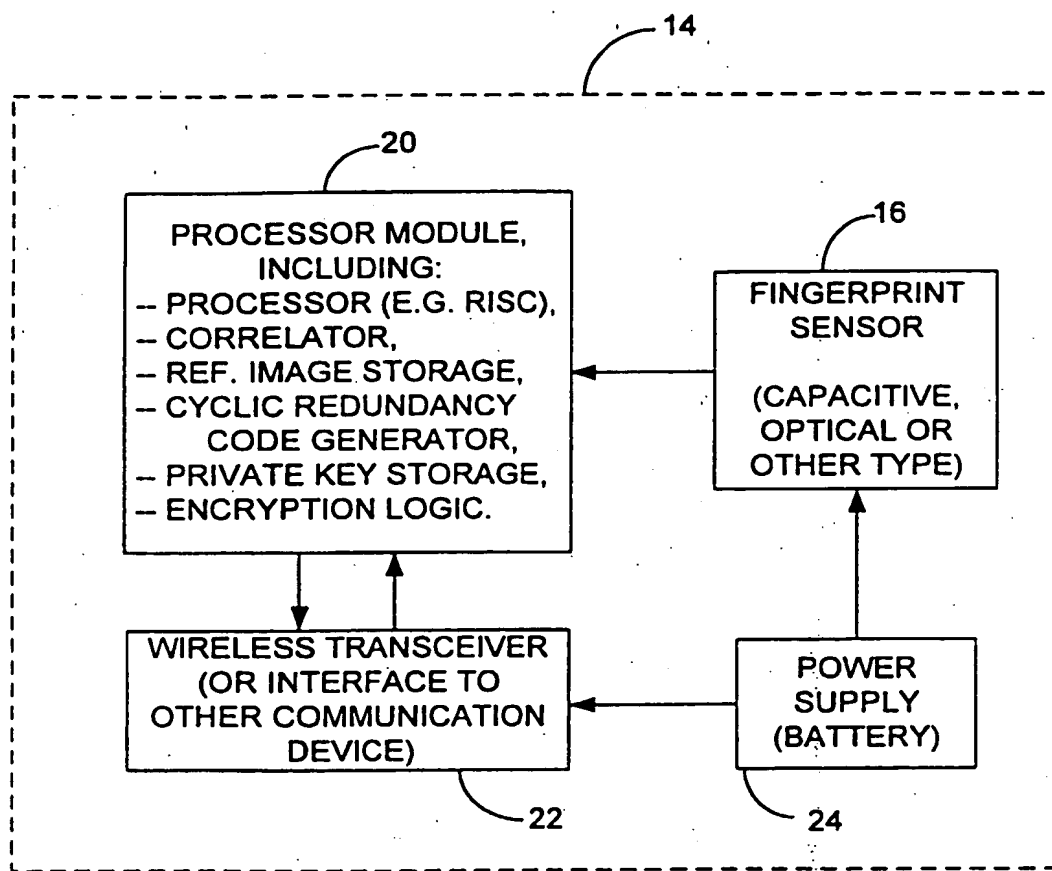 14
20
PROCESSOR MODULE,
INCLUDING:
-- PROCESSOR (E.G. RISC),
-- CORRELATOR,
-- REF. IMAGE STORAGE,
-- CYCLIC REDUNDANCY
CODE GENERATOR,
-- PRIVATE KEY STORAGE,
-- ENCRYPTION LOGIC.
16
FINGERPRINT
SENSOR
(CAPACITIVE,
OPTICAL OR
OTHER TYPE)
WIRELESS TRANSCEIVER
(OR INTERFACE TO
OTHER COMMUNICATION
DEVICE)
22
POWER
SUPPLY
(BATTERY)
24